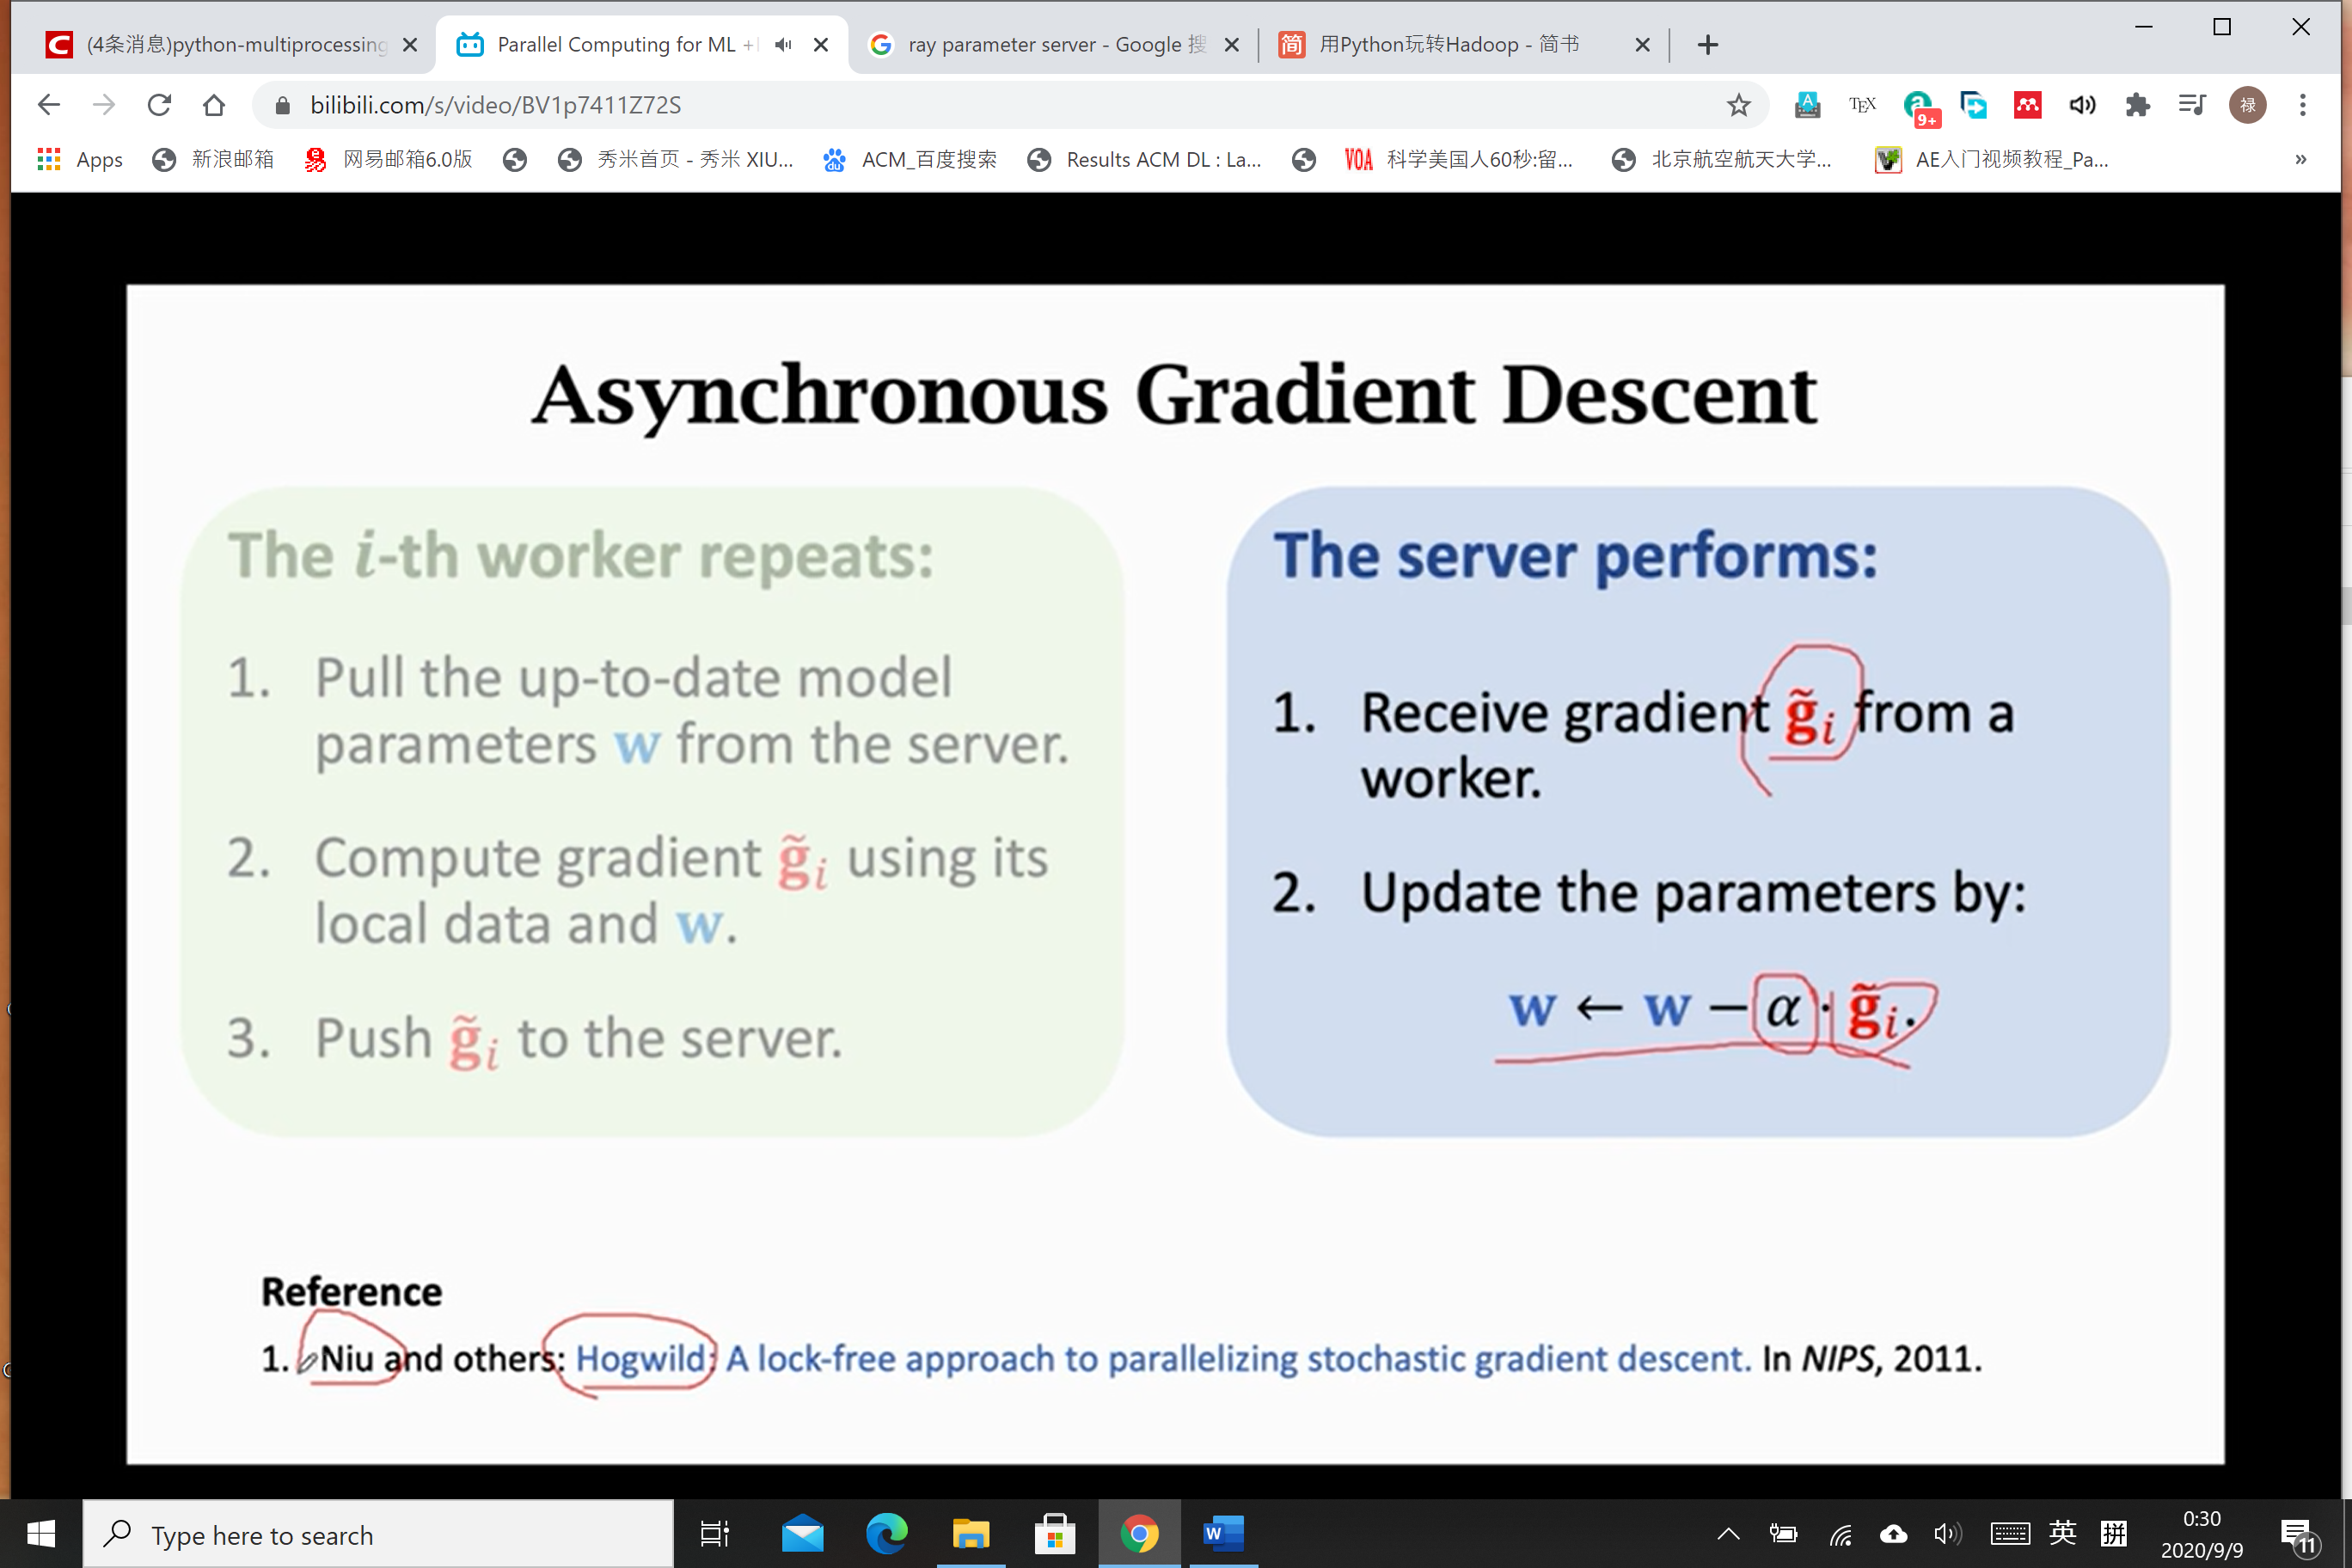 (4条消息)python-multiprocessing
Parallel Computing for ML +
ray parameter server - Google 搜
用Python玩转Hadoop - 简书
bilibili.com/s/video/BV1p7411Z72S
TEX
9+
禄
Apps
新浪邮箱
网易邮箱6.0版
秀米首页 - 秀米 XIU...
ACM_百度搜索
Results ACM DL : La...
VOA 科学美国人60秒:留...
北京航空航天大学...
AE入门视频教程_Pa...
Asynchronous Gradient Descent
The i-th worker repeats:
1. Pull the up-to-date model
parameters w from the server.
2. Compute gradient g̃ᵢ using its
local data and w.
3. Push g̃ᵢ to the server.
The server performs:
1. Receive gradient g̃ᵢ from a
worker.
2. Update the parameters by:
w ← w − α · g̃ᵢ.
Reference
1. Niu and others: Hogwild: A lock-free approach to parallelizing stochastic gradient descent. In NIPS, 2011.
Type here to search
英
拼
0:30
2020/9/9
11